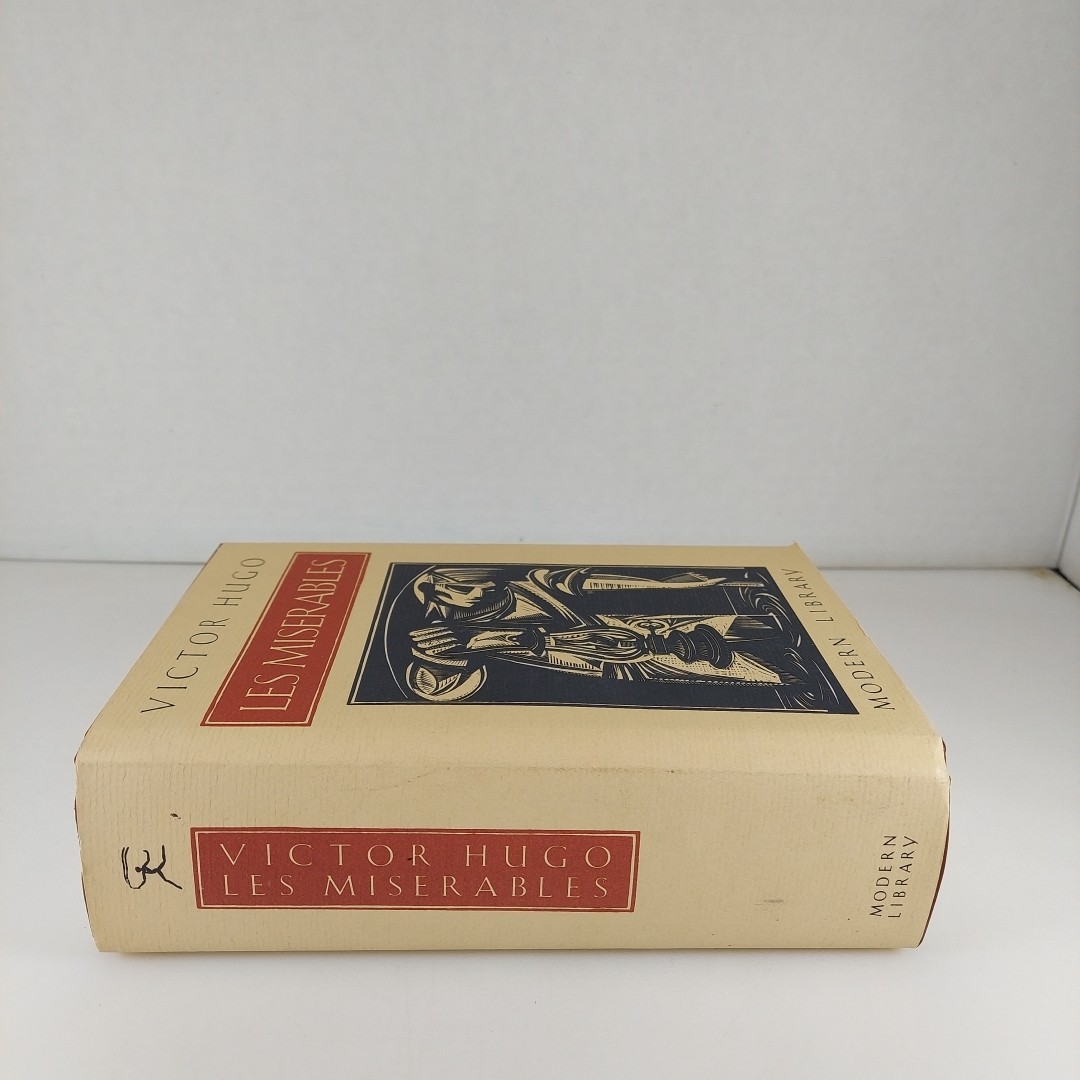 VICTOR HUGO
LES MISERABLES
MODERN LIBRARY
VICTOR HUGO
LES MISERABLES
MODERN
LIBRARY